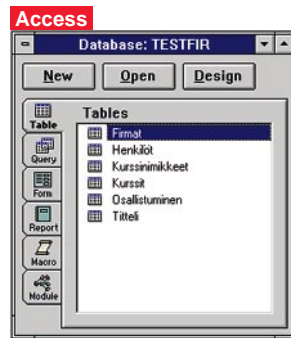 Access
Database: TESTFIR
New Open Design
Table
Query
Form
Report
Macro
Module
Tables
Firmat
Henkilöt
Kurssinimikkeet
Kurssit
Osallistuminen
Titteli